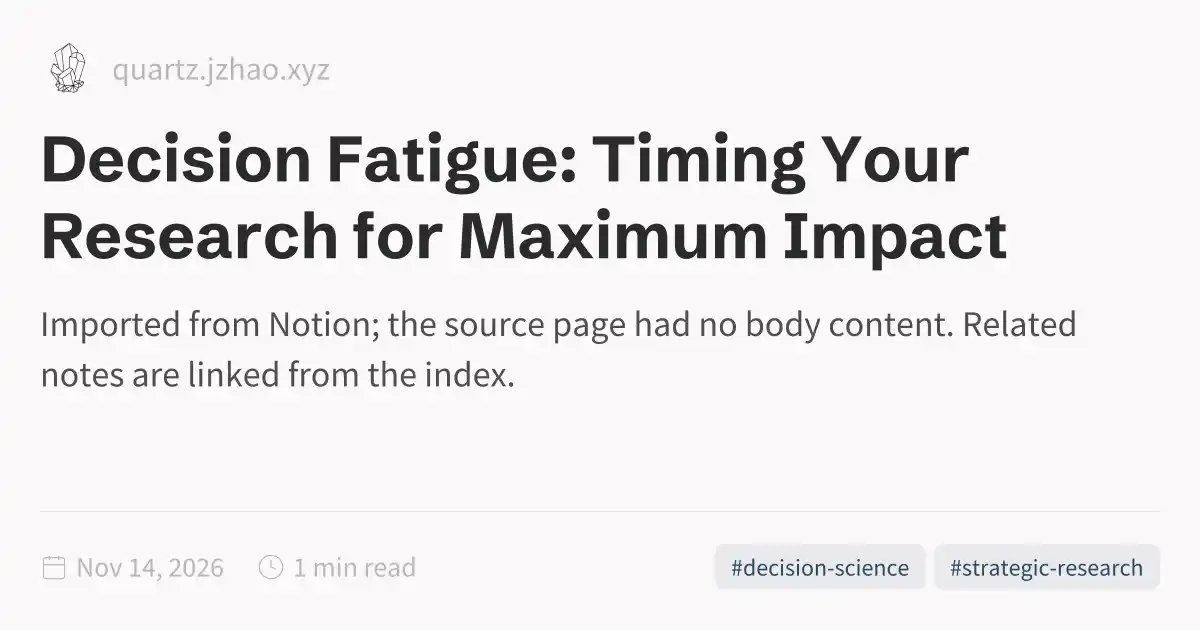 quartz.jzhao.xyz
Decision Fatigue: Timing Your
Research for Maximum Impact
Imported from Notion; the source page had no body content. Related
notes are linked from the index.
Nov 14, 2026 1 min read #decision-science #strategic-research